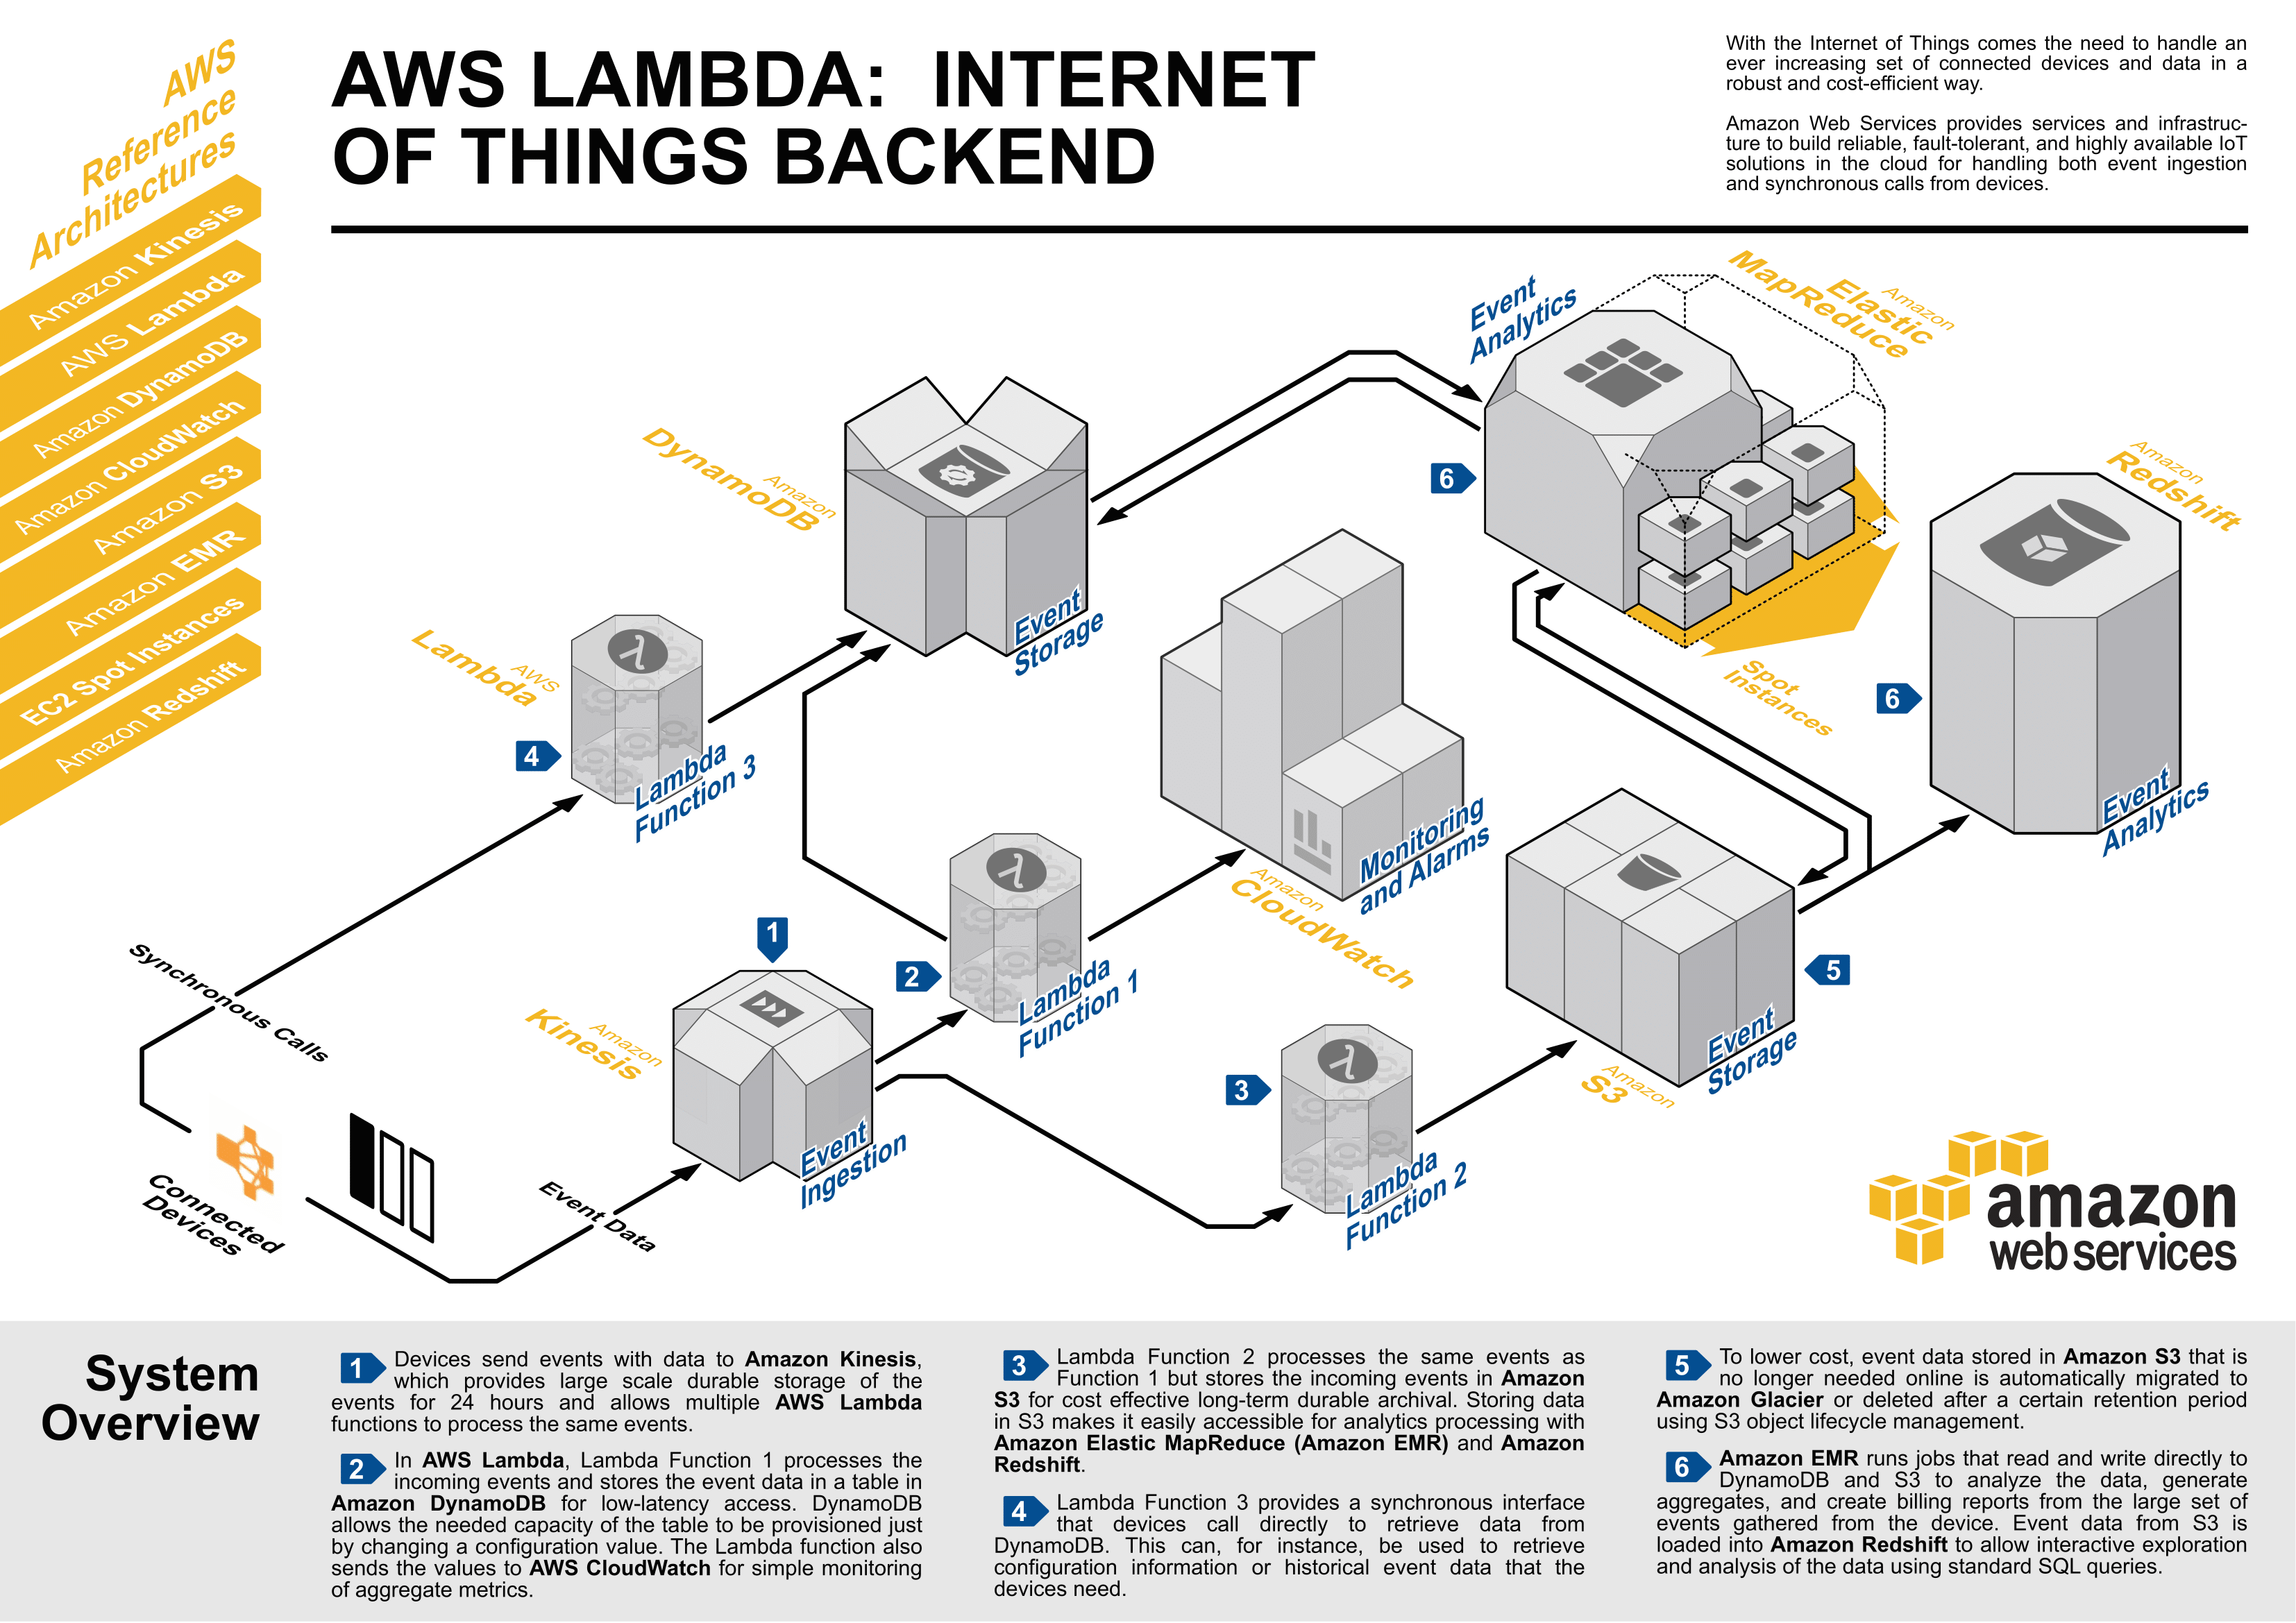 AWS
Reference
Architectures
Amazon Kinesis
AWS Lambda
Amazon DynamoDB
Amazon CloudWatch
Amazon S3
Amazon EMR
EC2 Spot Instances
Amazon Redshift
AWS LAMBDA: INTERNET
OF THINGS BACKEND
With the Internet of Things comes the need to handle an
ever increasing set of connected devices and data in a
robust and cost-efficient way.
Amazon Web Services provides services and infrastruc-
ture to build reliable, fault-tolerant, and highly available IoT
solutions in the cloud for handling both event ingestion
and synchronous calls from devices.
Event
Analytics
Amazon
Elastic
MapReduce
6
Spot
Instances
Amazon
Redshift
6
Event
Analytics
Amazon
DynamoDB
Event
Storage
AWS
Lambda
4
λ
Lambda
Function 3
Monitoring
and Alarms
Amazon
CloudWatch
λ
2
Lambda
Function 1
1
Amazon
Kinesis
Event
Ingestion
3
λ
Lambda
Function 2
5
Event
Storage
Amazon
S3
Synchronous Calls
Connected
Devices
Event Data
amazon
web services
System
Overview
1 Devices send events with data to Amazon Kinesis,
which provides large scale durable storage of the
events for 24 hours and allows multiple AWS Lambda
functions to process the same events.
2 In AWS Lambda, Lambda Function 1 processes the
incoming events and stores the event data in a table in
Amazon DynamoDB for low-latency access. DynamoDB
allows the needed capacity of the table to be provisioned just
by changing a configuration value. The Lambda function also
sends the values to AWS CloudWatch for simple monitoring
of aggregate metrics.
3 Lambda Function 2 processes the same events as
Function 1 but stores the incoming events in Amazon
S3 for cost effective long-term durable archival. Storing data
in S3 makes it easily accessible for analytics processing with
Amazon Elastic MapReduce (Amazon EMR) and Amazon
Redshift.
4 Lambda Function 3 provides a synchronous interface
that devices call directly to retrieve data from
DynamoDB. This can, for instance, be used to retrieve
configuration information or historical event data that the
devices need.
5 To lower cost, event data stored in Amazon S3 that is
no longer needed online is automatically migrated to
Amazon Glacier or deleted after a certain retention period
using S3 object lifecycle management.
6 Amazon EMR runs jobs that read and write directly to
DynamoDB and S3 to analyze the data, generate
aggregates, and create billing reports from the large set of
events gathered from the device. Event data from S3 is
loaded into Amazon Redshift to allow interactive exploration
and analysis of the data using standard SQL queries.